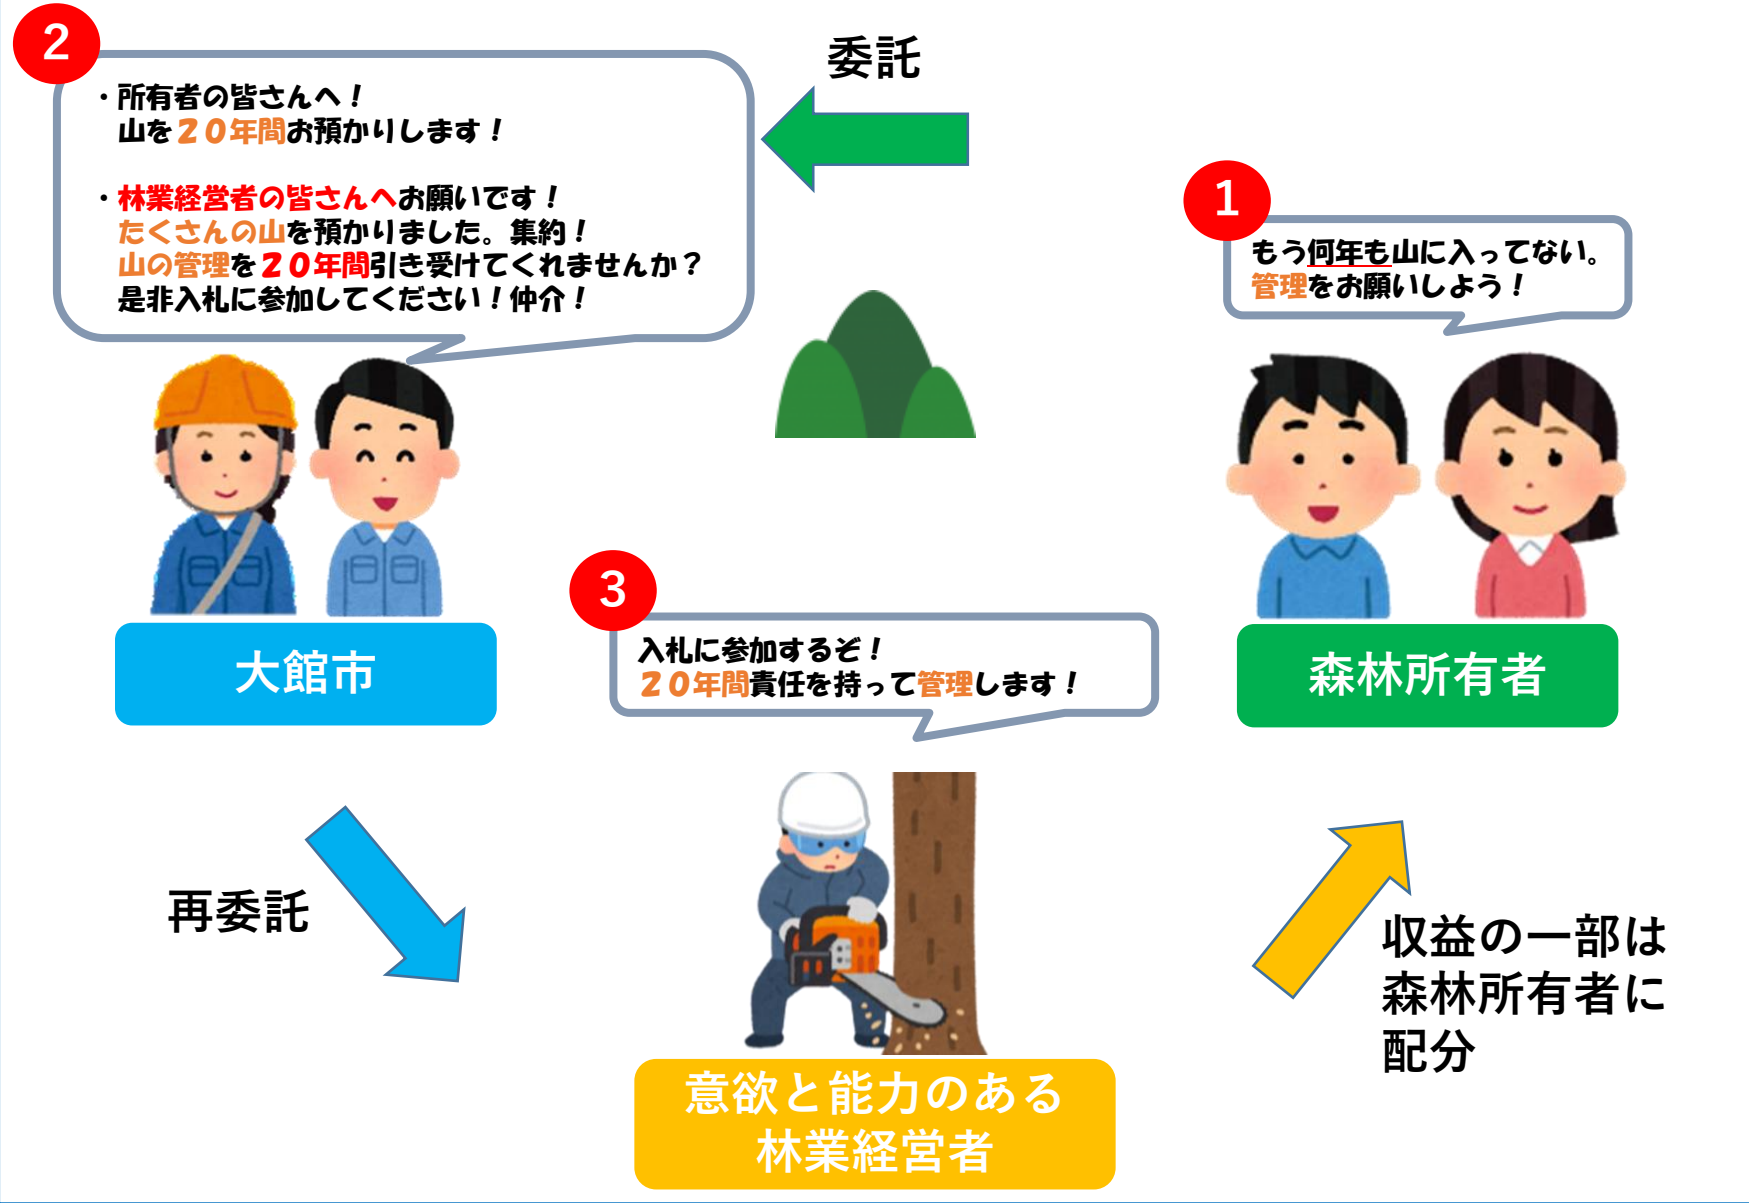 2
・所有者の皆さんへ！
山を２０年間お預かりします！
・林業経営者の皆さんへお願いです！
たくさんの山を預かりました。集約！
山の管理を２０年間引き受けてくれませんか？
是非入札に参加してください！仲介！
委託
1
もう何年も山に入ってない。
管理をお願いしよう！
大館市
森林所有者
3
入札に参加するぞ！
２０年間責任を持って管理します！
再委託
収益の一部は
森林所有者に
配分
意欲と能力のある
林業経営者